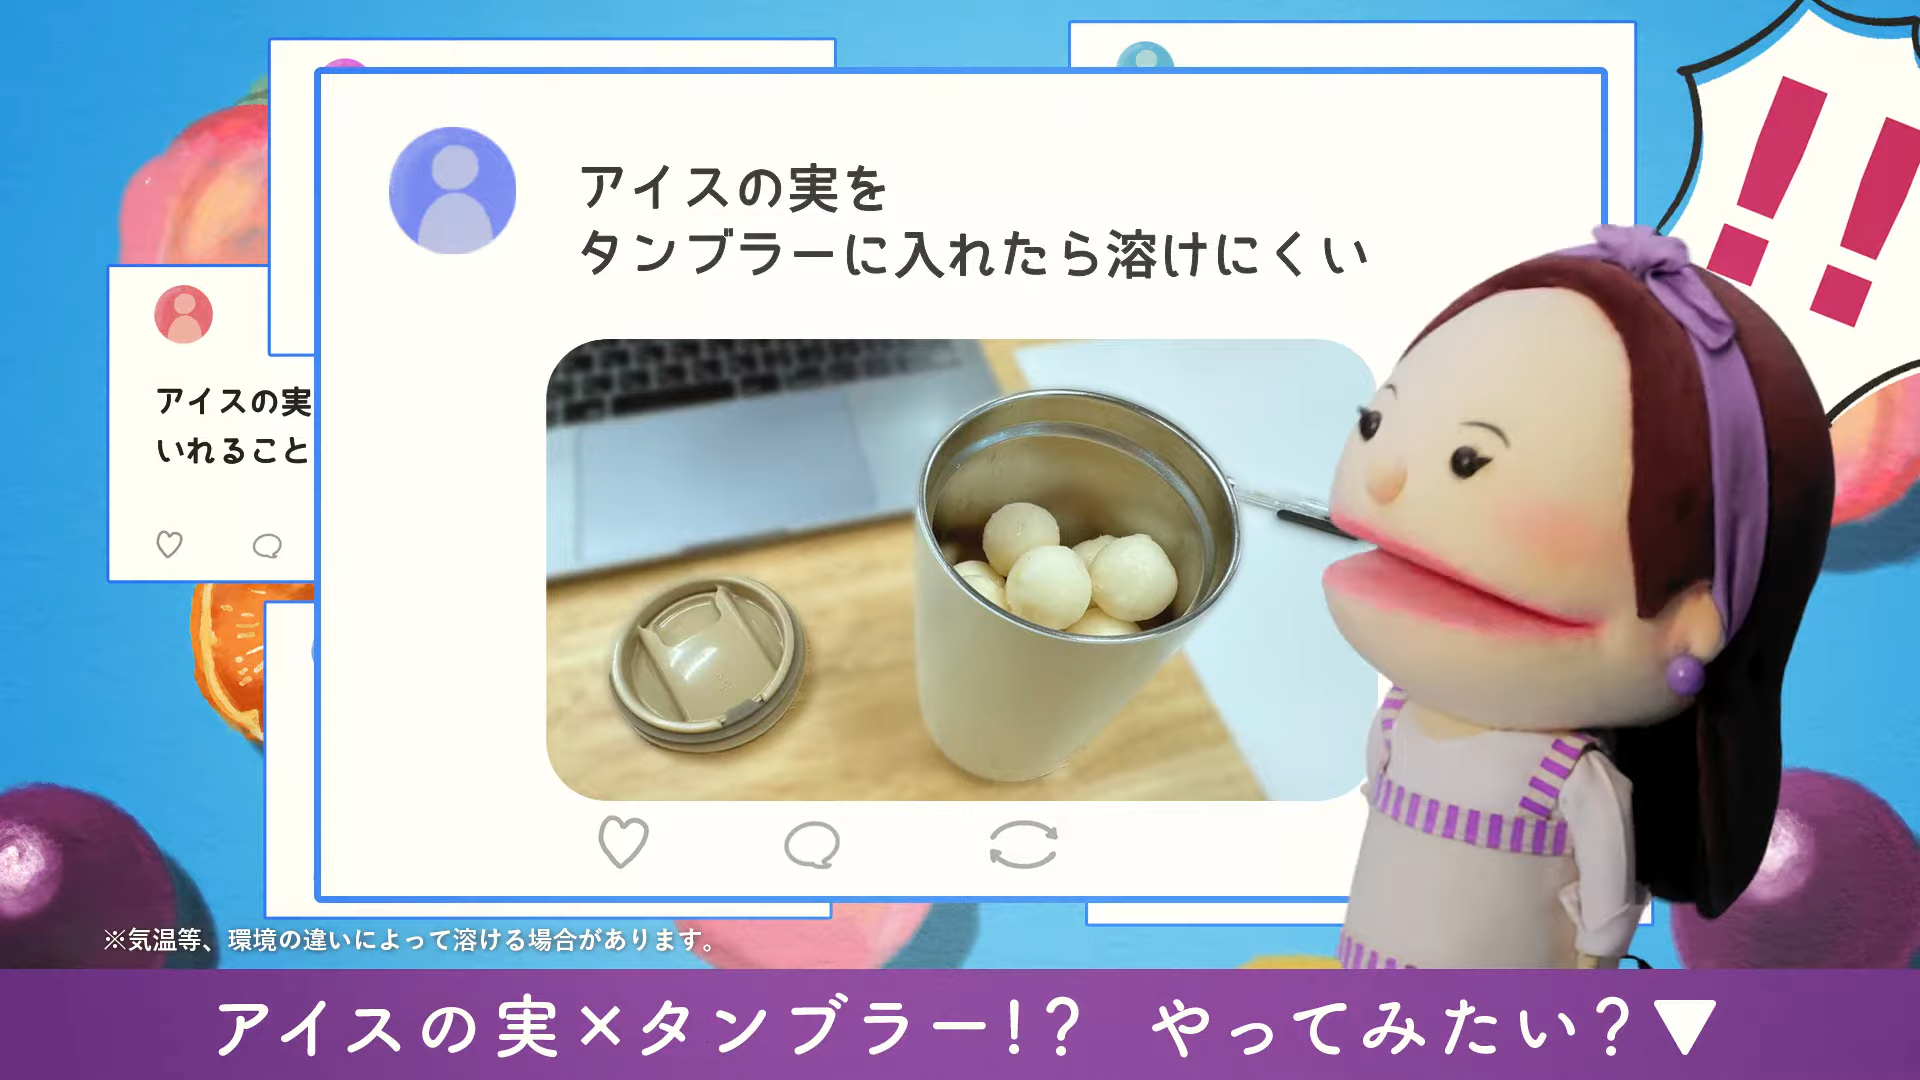 アイスの実を
タンブラーに入れたら溶けにくい
アイスの実
いれること
!!
※気温等、環境の違いによって溶ける場合があります。
アイスの実×タンブラー!? やってみたい?▼